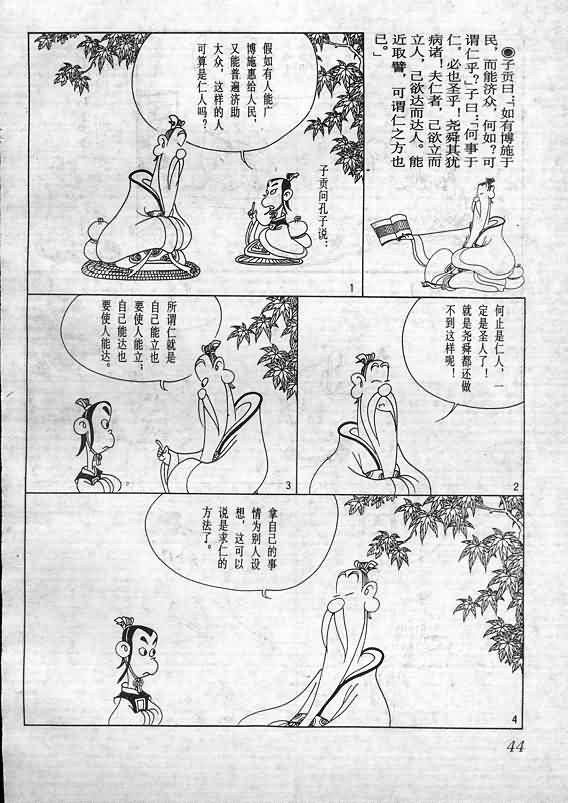 ●子贡曰：“如有博施于
民，而能济众，何如？可
谓仁乎？”子曰：“何事于
仁，必也圣乎！尧舜其犹
病诸！夫仁者，己欲立而
立人，己欲达而达人。能
近取譬，可谓仁之方也
已。”
子贡问孔子说：
假如有人能广
博施惠给人民，
又能普遍济助
大众，这样的人
可算是仁人吗？
1
何止是仁人，一
定是圣人了！
就是尧舜都还做
不到这样呢！
2
所谓仁就是
自己能立也
要使人能立；
自己能达也
要使人能达。
3
拿自己的事
情为别人设
想，这可以
说是求仁的
方法了。
4
44